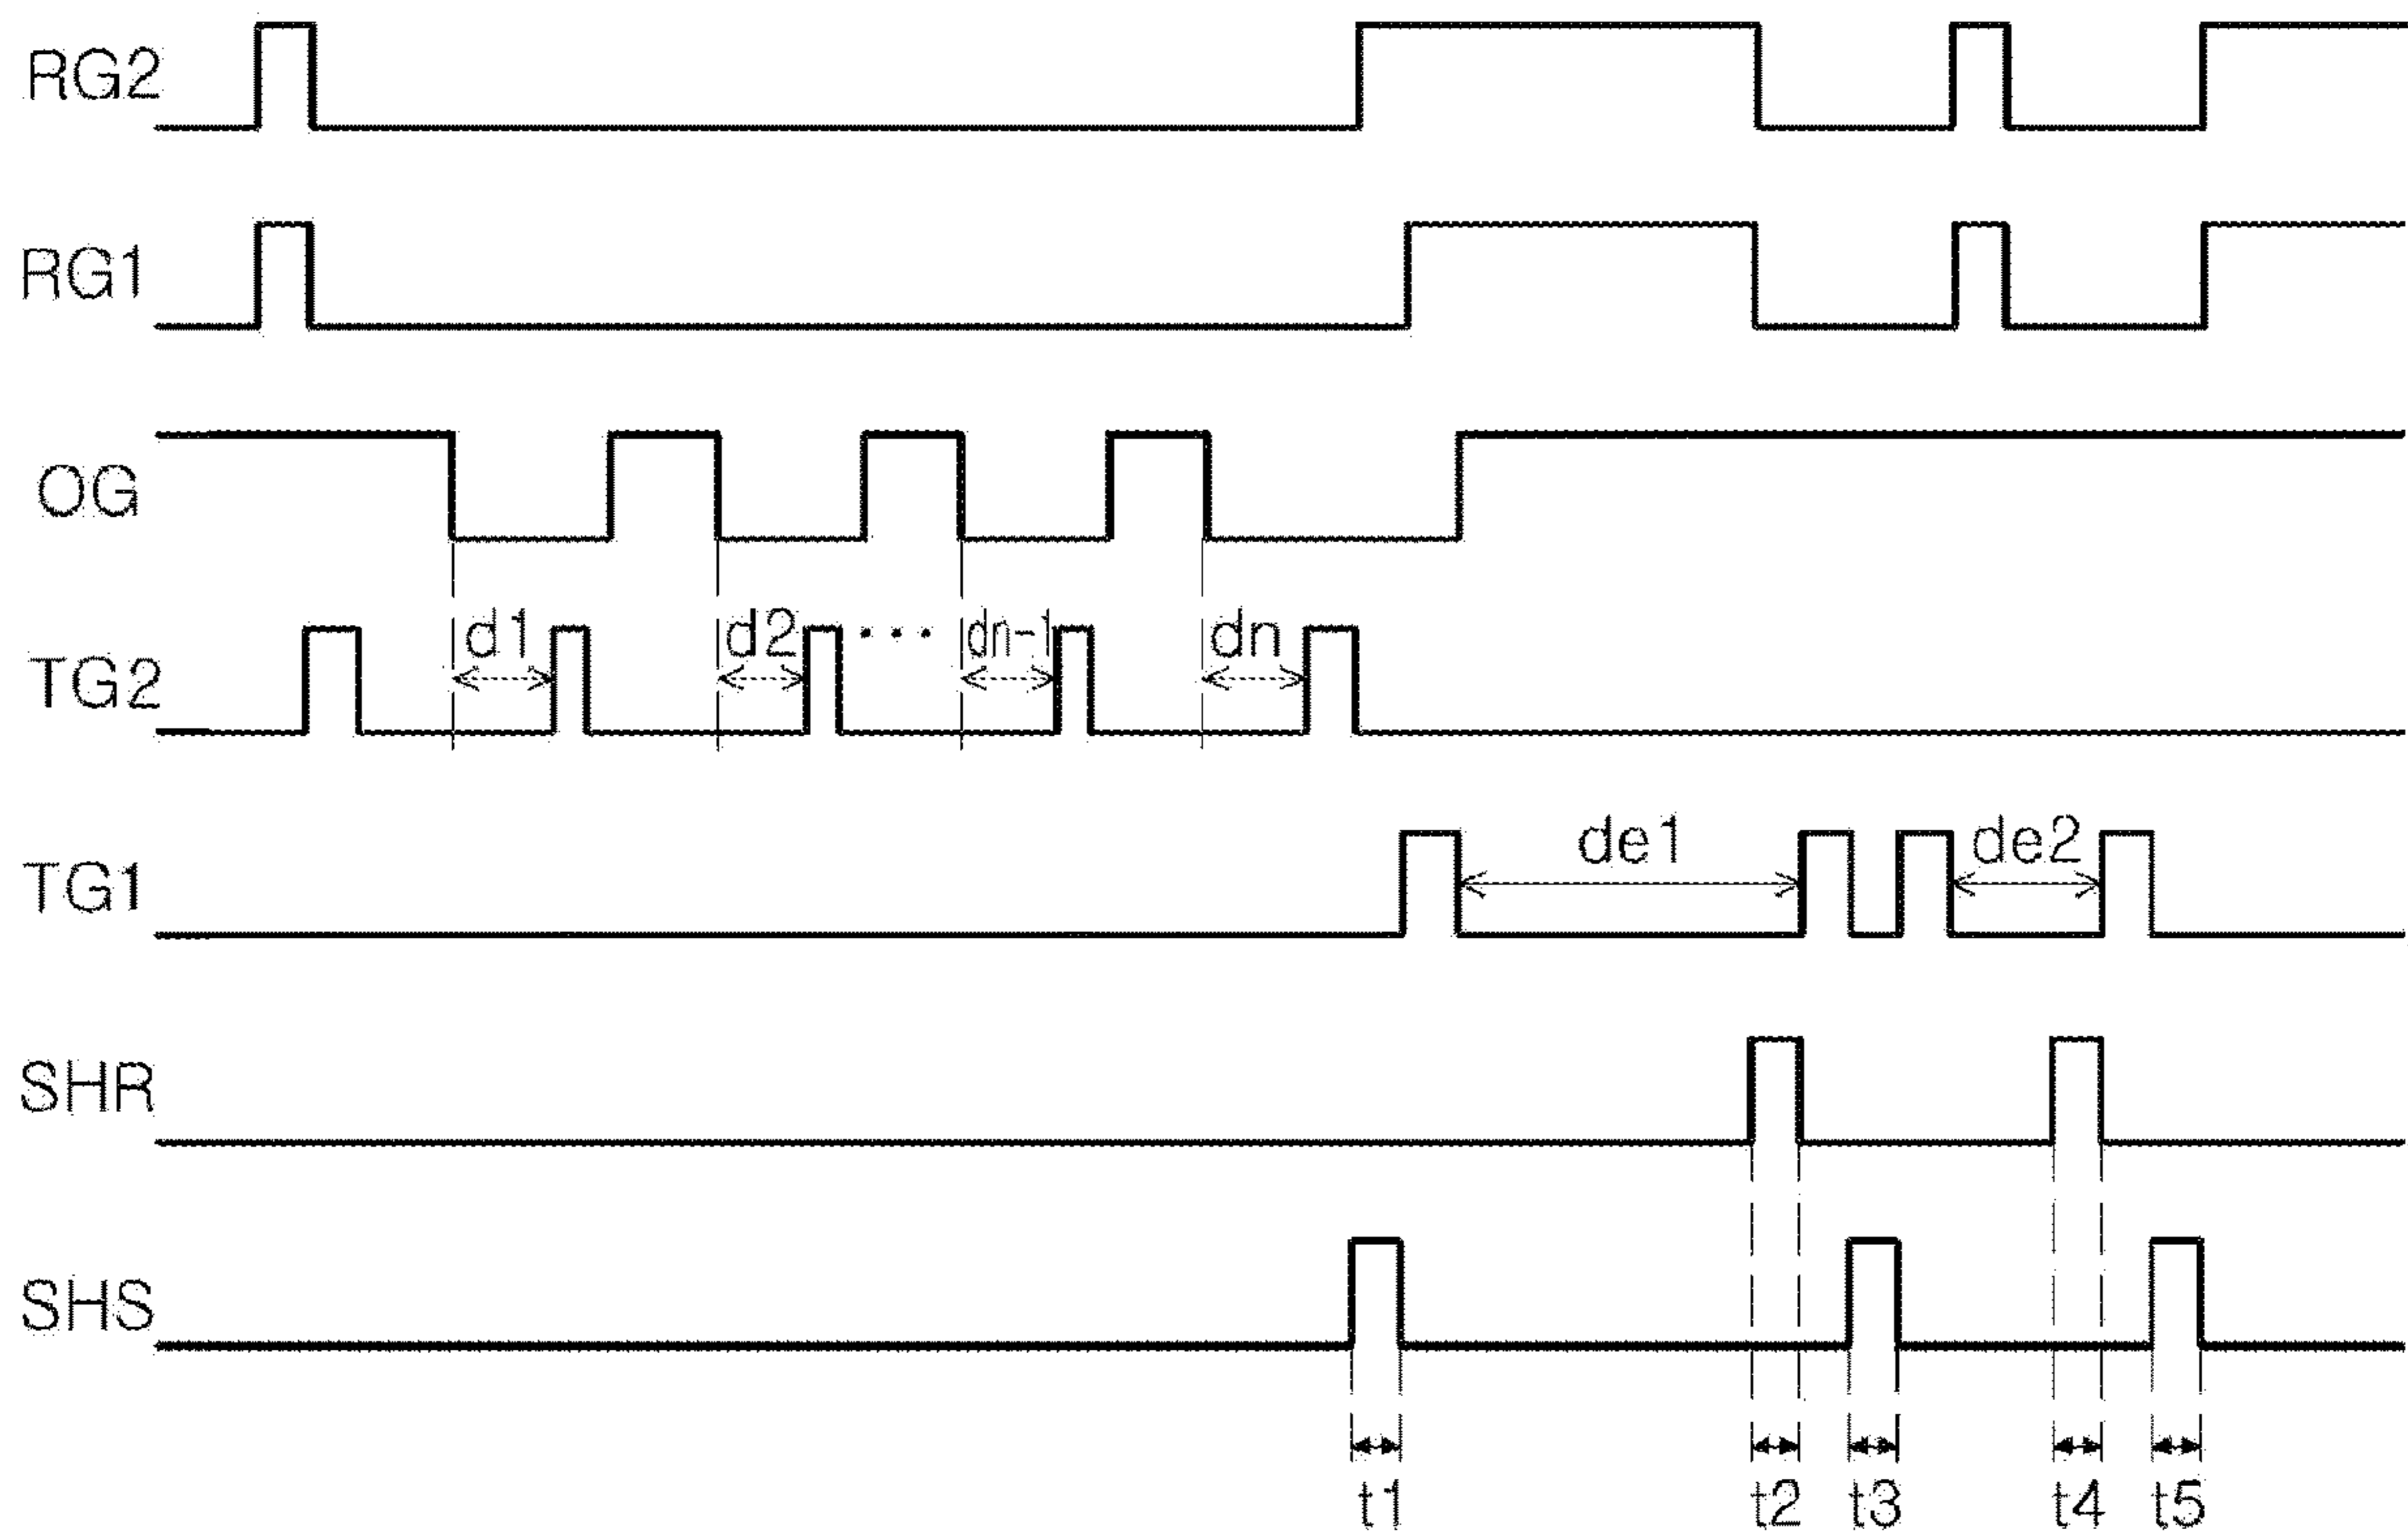 RG2
RG1
OG
TG2 d1 d2 ··· dn-1 dn
TG1 de1 de2
SHR
SHS
t1 t2 t3 t4 t5